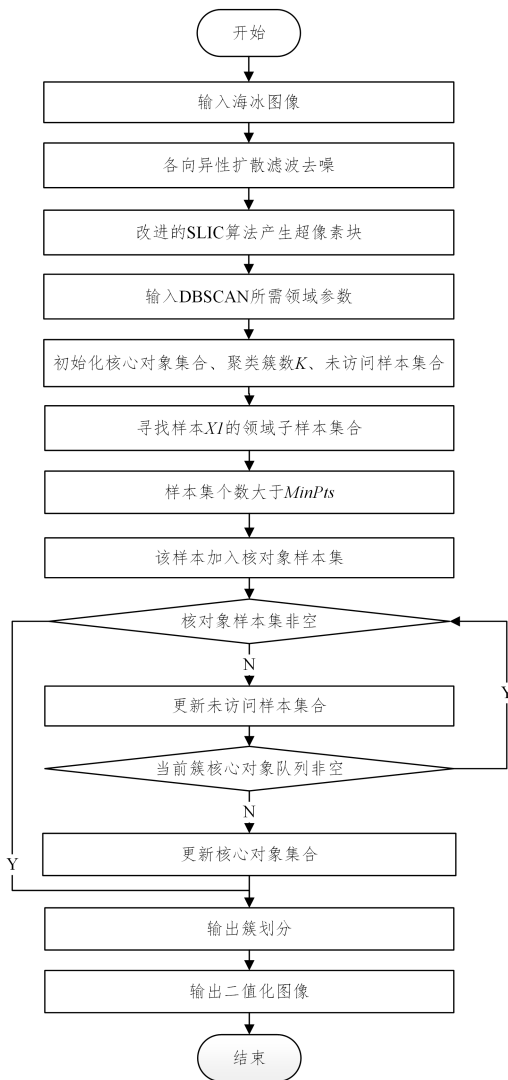 开始
输入海冰图像
各向异性扩散滤波去噪
改进的SLIC算法产生超像素块
输入DBSCAN所需领域参数
初始化核心对象集合、聚类簇数K、未访问样本集合
寻找样本X1的领域子样本集合
样本集个数大于MinPts
该样本加入核对象样本集
核对象样本集非空
N
更新未访问样本集合
Y
当前簇核心对象队列非空
N
更新核心对象集合
Y
输出簇划分
输出二值化图像
结束